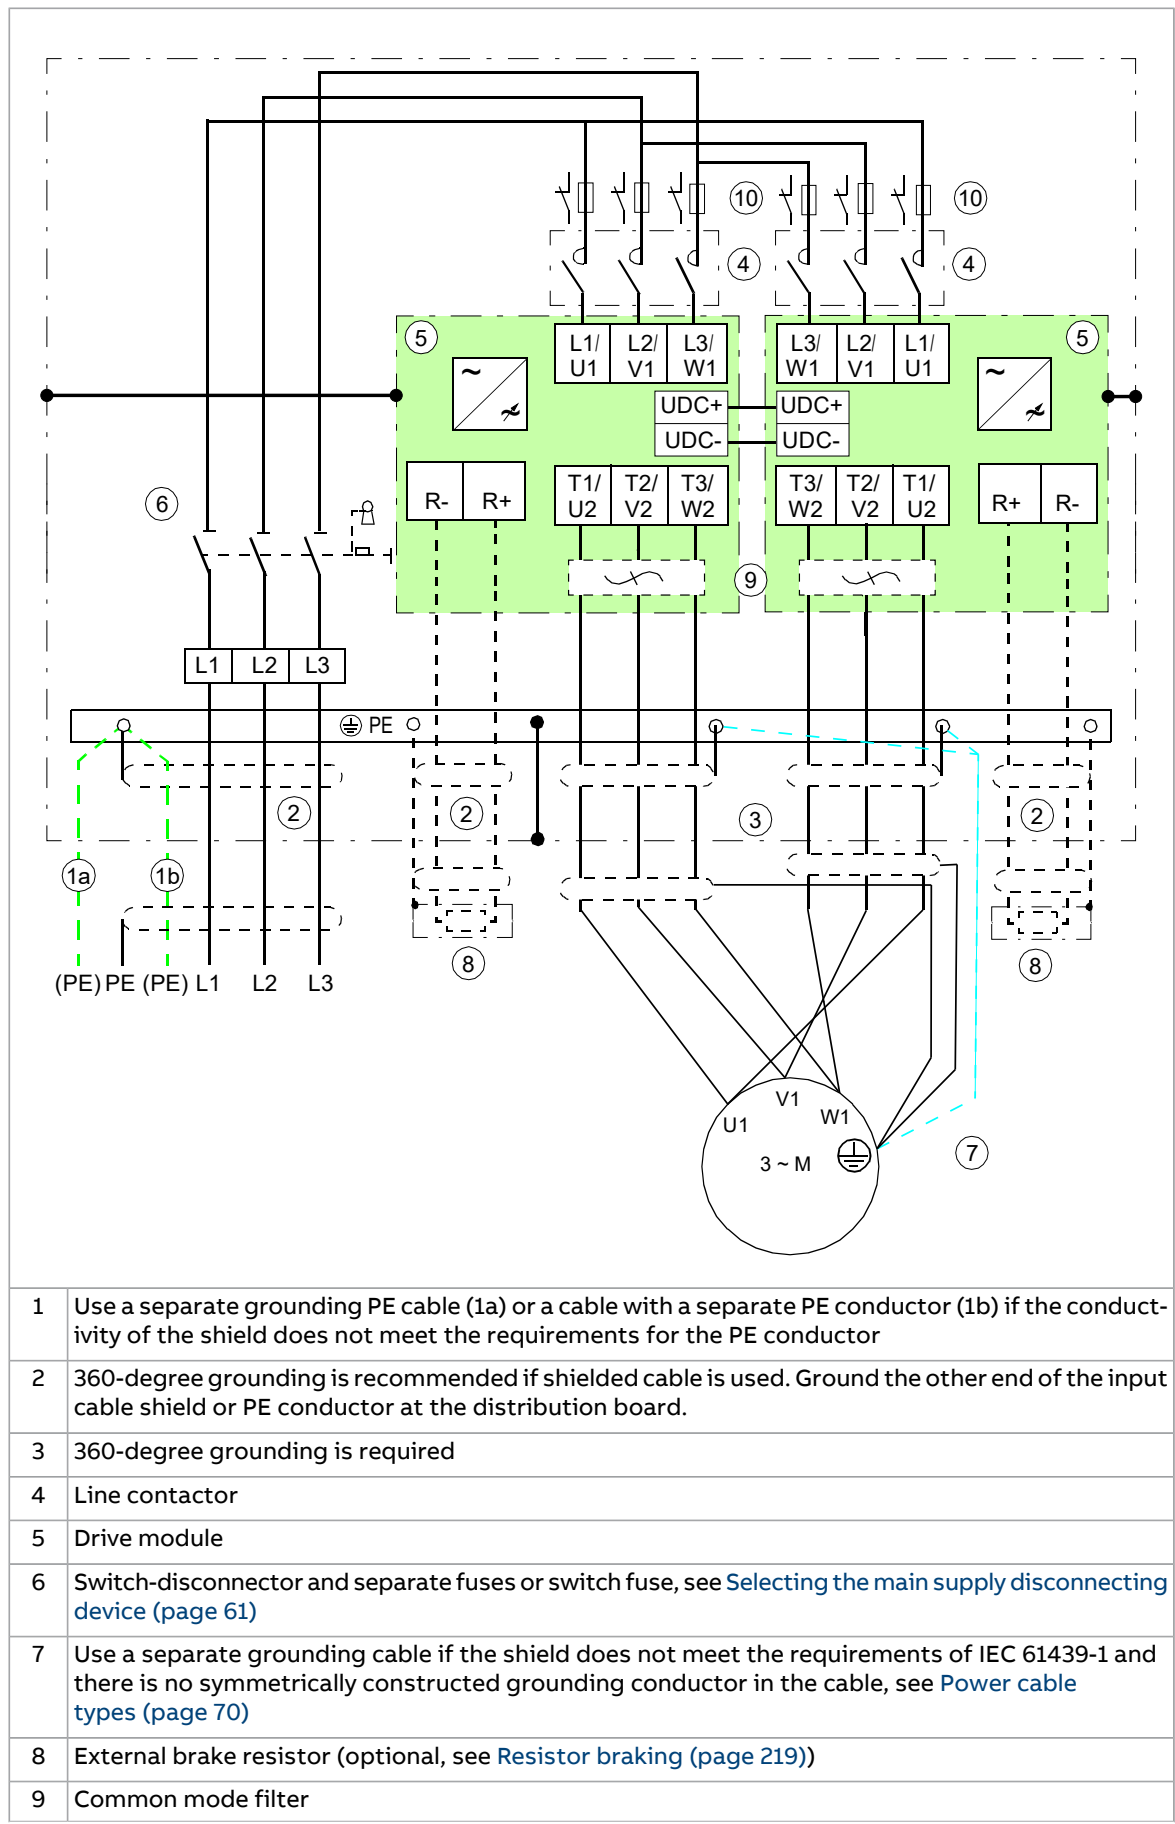 10
10
4
4
5
L1/ L2/ L3/
U1 V1 W1
L3/ L2/ L1/
W1 V1 U1
5
~
~
~
~
UDC+ UDC+
UDC- UDC-
6
R- R+
T1/ T2/ T3/
U2 V2 W2
T3/ T2/ T1/
W2 V2 U2
R+ R-
9
L1 L2 L3
PE
2
2
3
2
1a
1b
8
8
(PE) PE (PE) L1 L2 L3
V1
U1
W1
3 ~ M
7
1 Use a separate grounding PE cable (1a) or a cable with a separate PE conductor (1b) if the conduct-
ivity of the shield does not meet the requirements for the PE conductor
2 360-degree grounding is recommended if shielded cable is used. Ground the other end of the input
cable shield or PE conductor at the distribution board.
3 360-degree grounding is required
4 Line contactor
5 Drive module
6 Switch-disconnector and separate fuses or switch fuse, see Selecting the main supply disconnecting
device (page 61)
7 Use a separate grounding cable if the shield does not meet the requirements of IEC 61439-1 and
there is no symmetrically constructed grounding conductor in the cable, see Power cable
types (page 70)
8 External brake resistor (optional, see Resistor braking (page 219))
9 Common mode filter